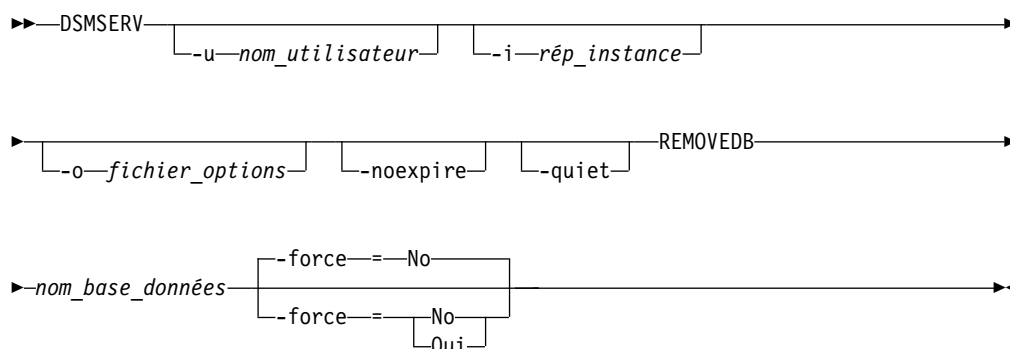 DSMSERV
-u nom_utilisateur -i rép_instance
REMOVEDB
-o fichier_options -noexpire -quiet
-force = No
nom_base_données
-force = No
Oui